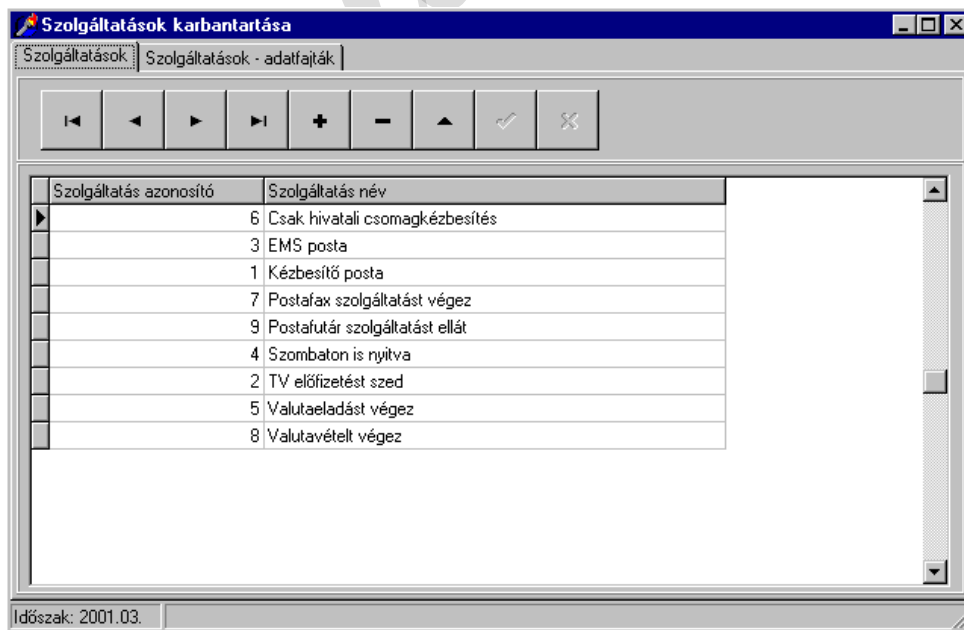 Szolgáltatások karbantartása
Szolgáltatások Szolgáltatások - adatfajták
Szolgáltatás azonosító Szolgáltatás név
6 Csak hivatali csomagkézbesítés
3 EMS posta
1 Kézbesítő posta
7 Postafax szolgáltatást végez
9 Postafutár szolgáltatást ellát
4 Szombaton is nyitva
2 TV előfizetést szed
5 Valutaeladást végez
8 Valutavételt végez
Időszak: 2001.03.